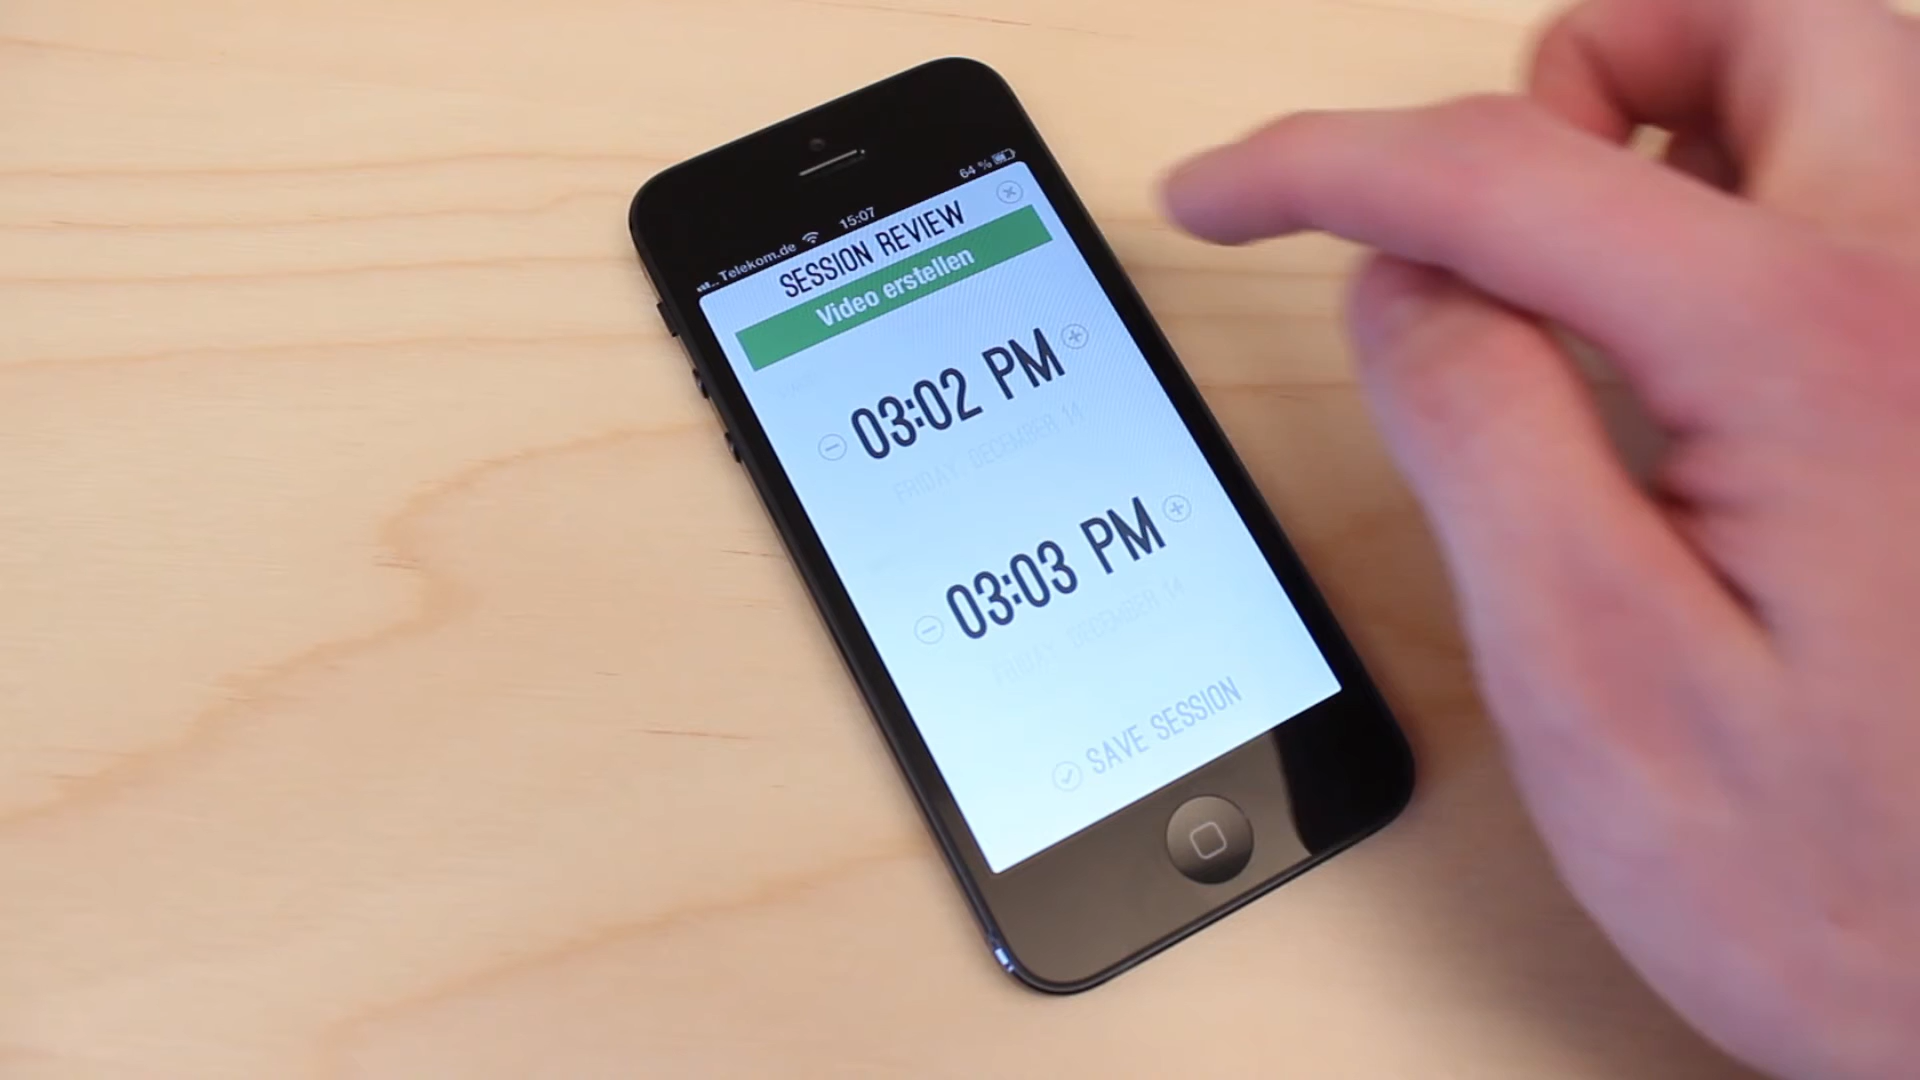 Telekom.de 15:07 64 %
SESSION REVIEW
Video erstellen
03:02 PM
FRIDAY, DECEMBER 14
03:03 PM
FRIDAY, DECEMBER 14
SAVE SESSION